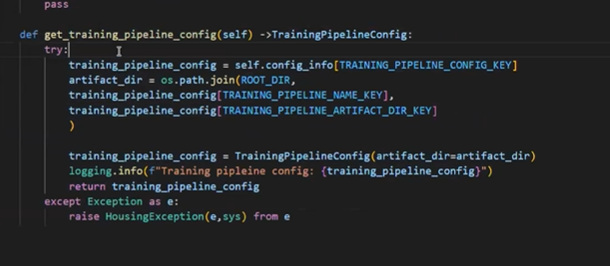 pass
def get_training_pipeline_config(self) ->TrainingPipelineConfig:
try:
training_pipeline_config = self.config_info[TRAINING_PIPELINE_CONFIG_KEY]
artifact_dir = os.path.join(ROOT_DIR,
training_pipeline_config[TRAINING_PIPELINE_NAME_KEY],
training_pipeline_config[TRAINING_PIPELINE_ARTIFACT_DIR_KEY]
)
training_pipeline_config = TrainingPipelineConfig(artifact_dir=artifact_dir)
logging.info(f"Training pipleine config: {training_pipeline_config}")
return training_pipeline_config
except Exception as e:
raise HousingException(e,sys) from e